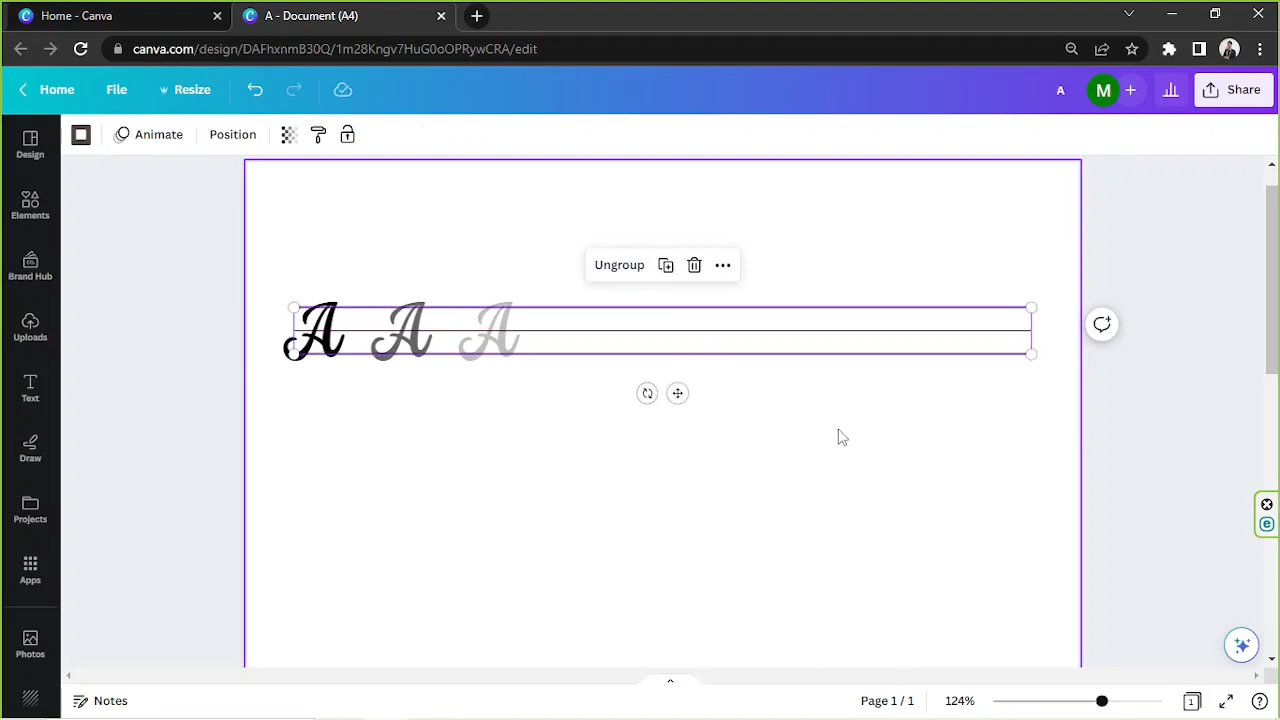 Home - Canva
A - Document (A4)
canva.com/design/DAFhxnmB30Q/1m28Kngv7HuG0oOPRywCRA/edit
Home File Resize A M Share
Animate Position
Design
Elements
Brand Hub
Uploads
Text
Draw
Projects
Apps
Photos
Ungroup
A A A
Notes
Page 1 / 1 124% 1